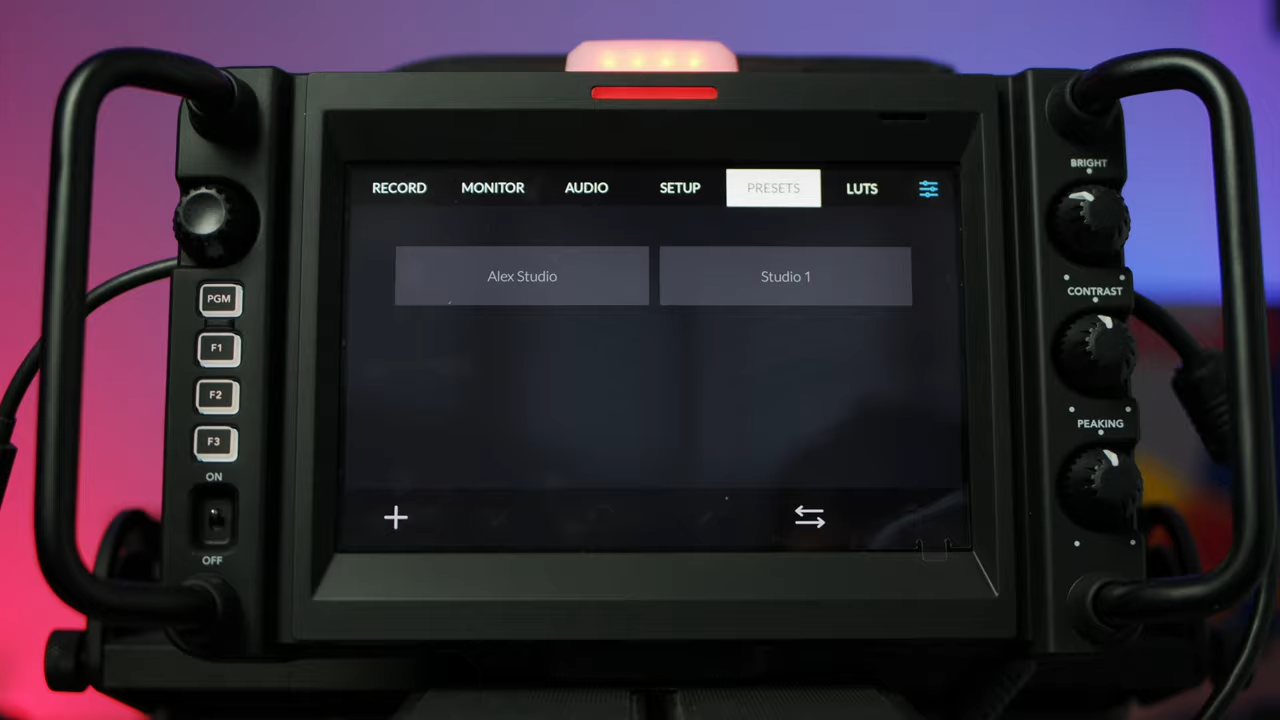 BRIGHT
RECORD MONITOR AUDIO SETUP PRESETS LUTS
Alex Studio Studio 1
CONTRAST
PGM
F1
F2
PEAKING
F3
ON
OFF